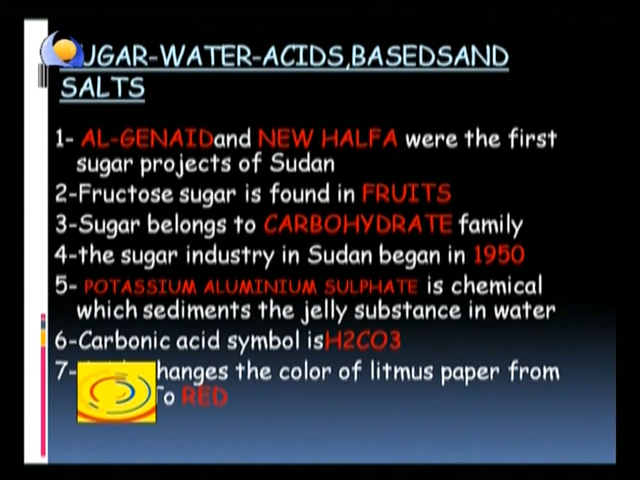 UGAR-WATER-ACIDS,BASEDSAND
SALTS
1- AL-GENAIDand NEW HALFA were the first
sugar projects of Sudan
2-Fructose sugar is found in FRUITS
3-Sugar belongs to CARBOHYDRATE family
4-the sugar industry in Sudan began in 1950
5- POTASSIUM ALUMINIUM SULPHATE is chemical
which sediments the jelly substance in water
6-Carbonic acid symbol isH2CO3
7- hanges the color of litmus paper from
To RED